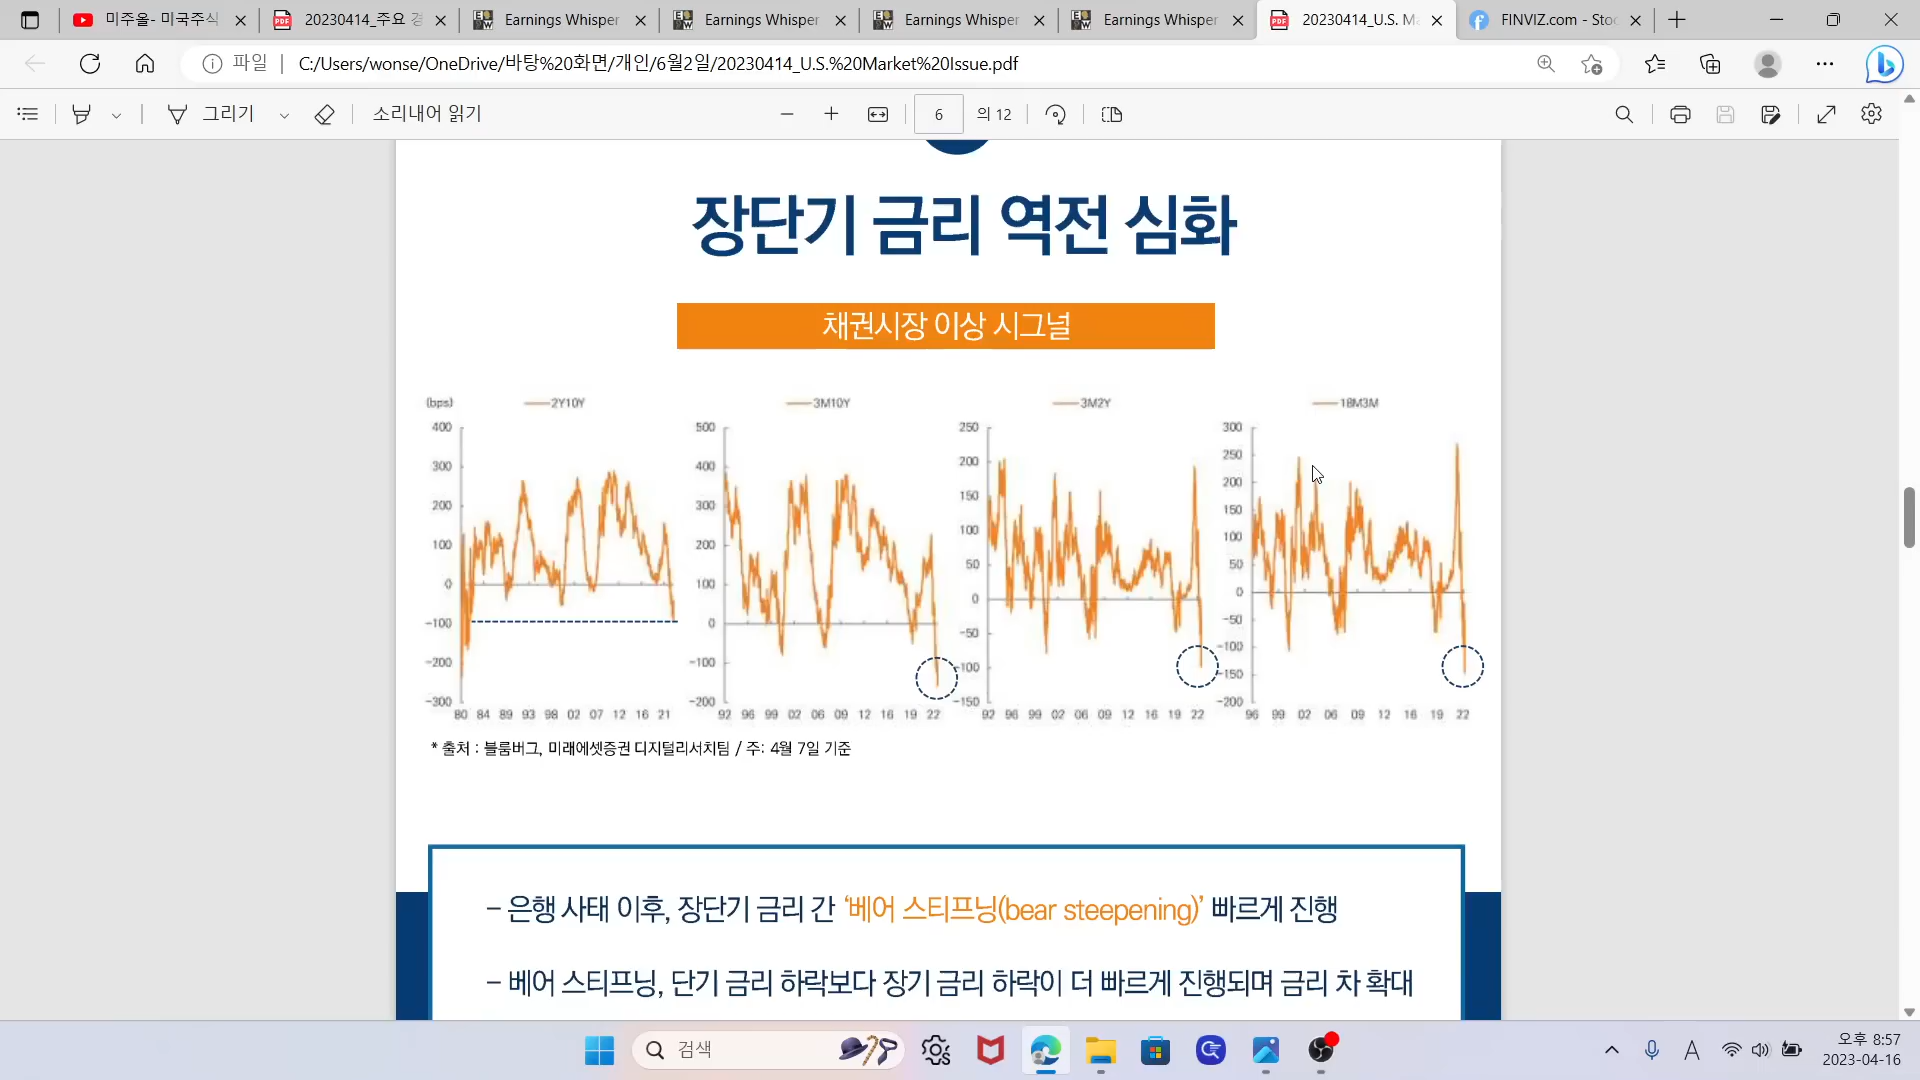 미주올- 미국주식
20230414_주요 경
Earnings Whisper
Earnings Whisper
Earnings Whisper
Earnings Whisper
20230414_U.S. Ma
FINVIZ.com - Stoc
파일
C:/Users/wonse/OneDrive/바탕%20화면/개인/6월2일/20230414_U.S.%20Market%20Issue.pdf
그리기
소리내어 읽기
6
의 12
장단기 금리 역전 심화
채권시장 이상 시그널
(bps)
2Y10Y
400
300
200
100
0
-100
-200
-300
80 84 89 93 98 02 07 12 16 21
3M10Y
500
400
300
200
100
0
-100
-200
92 96 99 02 06 09 12 16 19 22
3M2Y
250
200
150
100
50
0
-50
-100
-150
92 96 99 02 06 09 12 16 19 22
18M3M
300
250
200
150
100
50
0
-50
-100
-150
-200
96 99 02 06 09 12 16 19 22
* 출처 : 블룸버그, 미래에셋증권 디지털리서치팀 / 주: 4월 7일 기준
– 은행 사태 이후, 장단기 금리 간 ‘베어 스티프닝(bear steepening)’ 빠르게 진행
– 베어 스티프닝, 단기 금리 하락보다 장기 금리 하락이 더 빠르게 진행되며 금리 차 확대
검색
A
오후 8:57
2023-04-16